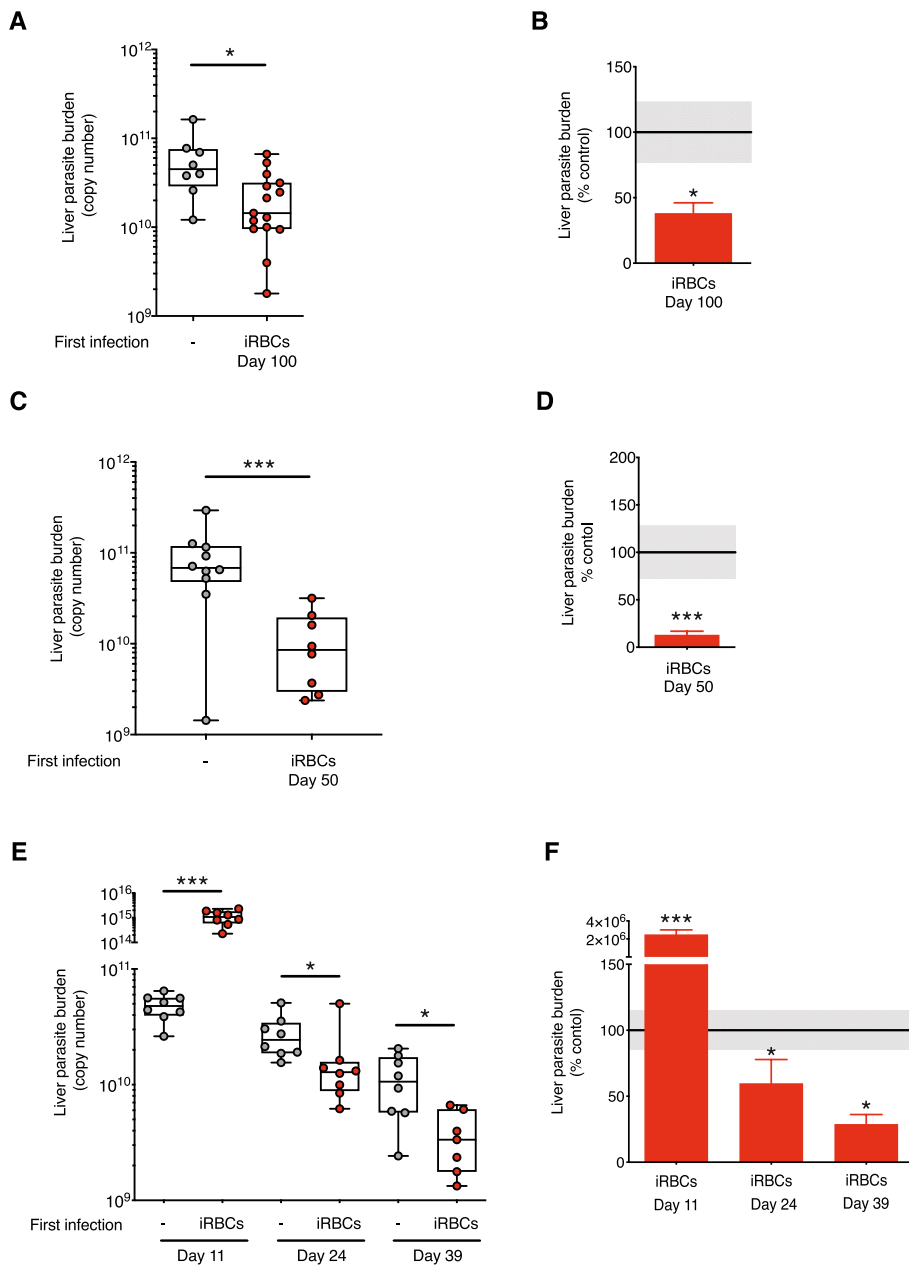 A
Liver parasite burden
(copy number)
10¹²
10¹¹
10¹⁰
10⁹
*
First infection
-
iRBCs
Day 100
B
Liver parasite burden
(% control)
150
100
50
0
*
iRBCs
Day 100
C
Liver parasite burden
(copy number)
10¹²
10¹¹
10¹⁰
10⁹
***
First infection
-
iRBCs
Day 50
D
Liver parasite burden
% contol
200
150
100
50
0
***
iRBCs
Day 50
E
Liver parasite burden
(copy number)
10¹⁶
10¹⁵
10¹⁴
10¹¹
10¹⁰
10⁹
***
*
*
First infection
- iRBCs - iRBCs - iRBCs
Day 11 Day 24 Day 39
F
Liver parasite burden
(% contol)
4×10⁶
2×10⁶
150
100
50
0
***
*
*
iRBCs iRBCs iRBCs
Day 11 Day 24 Day 39